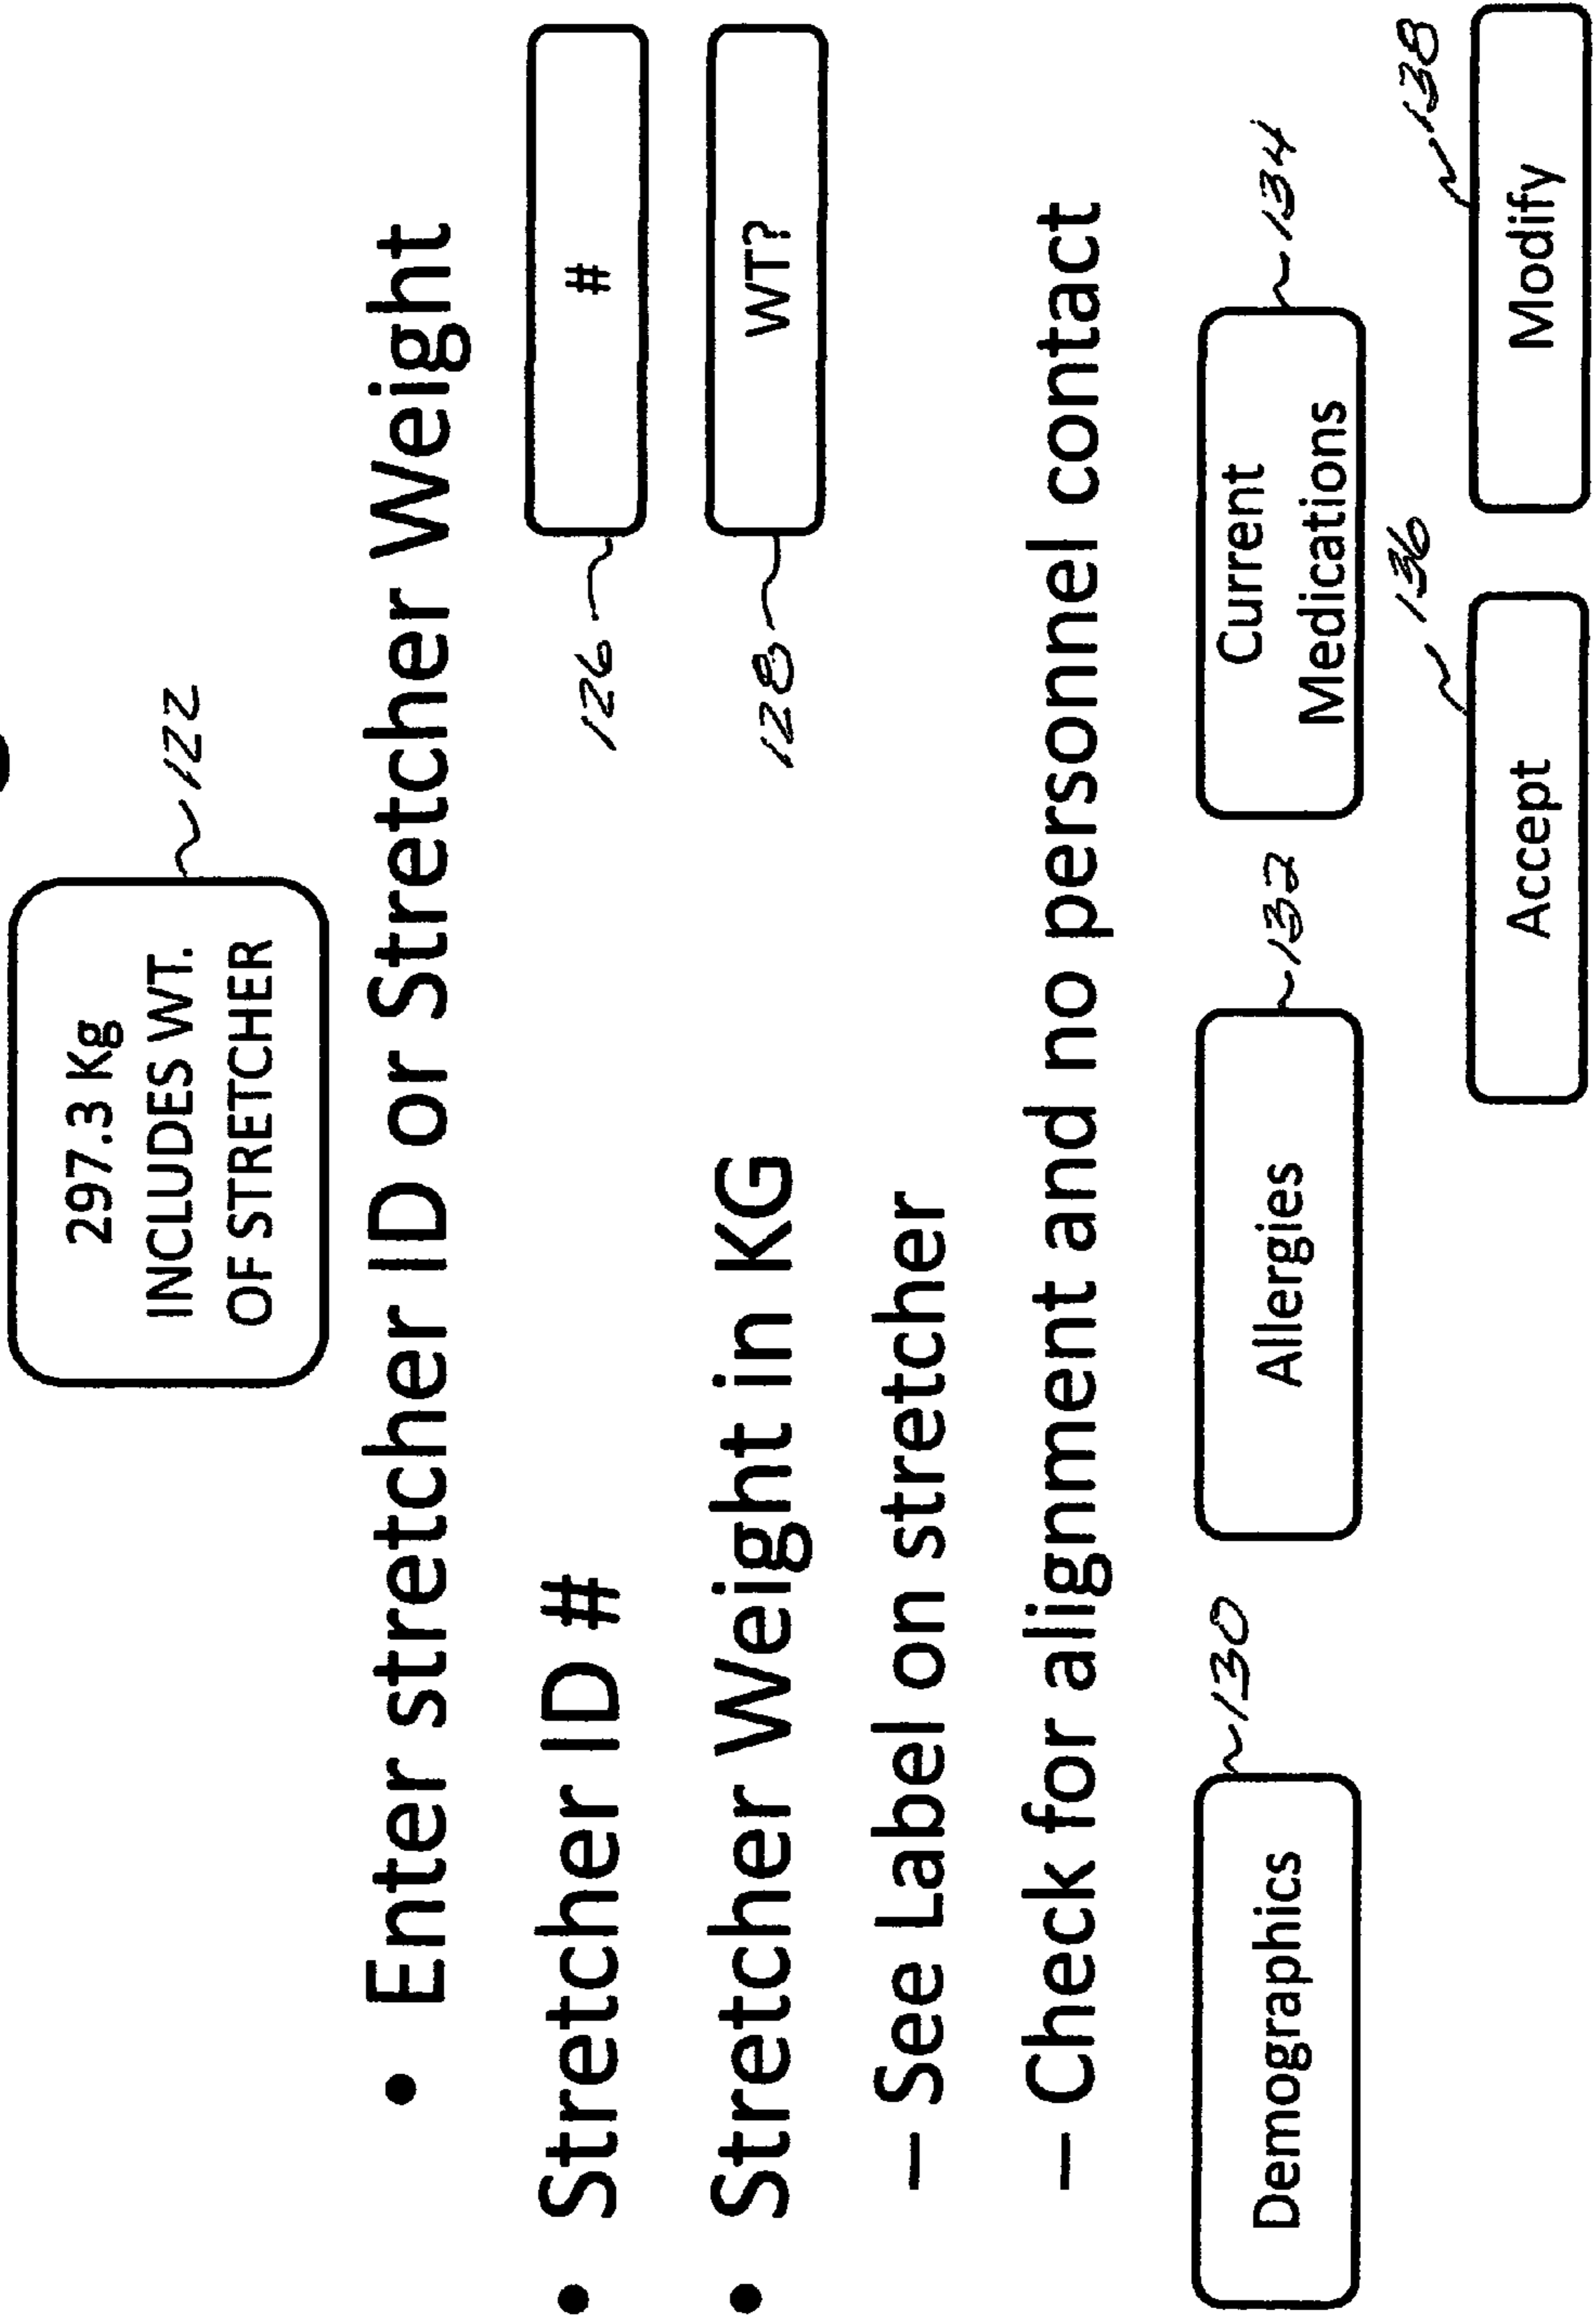 297.3 Kg
INCLUDES WT.
OF STRETCHER
122
• Enter stretcher ID or Stretcher Weight
• Stretcher ID #
126
#
• Stretcher Weight in KG
128
WT?
– See Label on stretcher
– Check for alignment and no personnel contact
Demographics
130
Allergies
132
Current
Medications
134
Accept
136
Modify
138